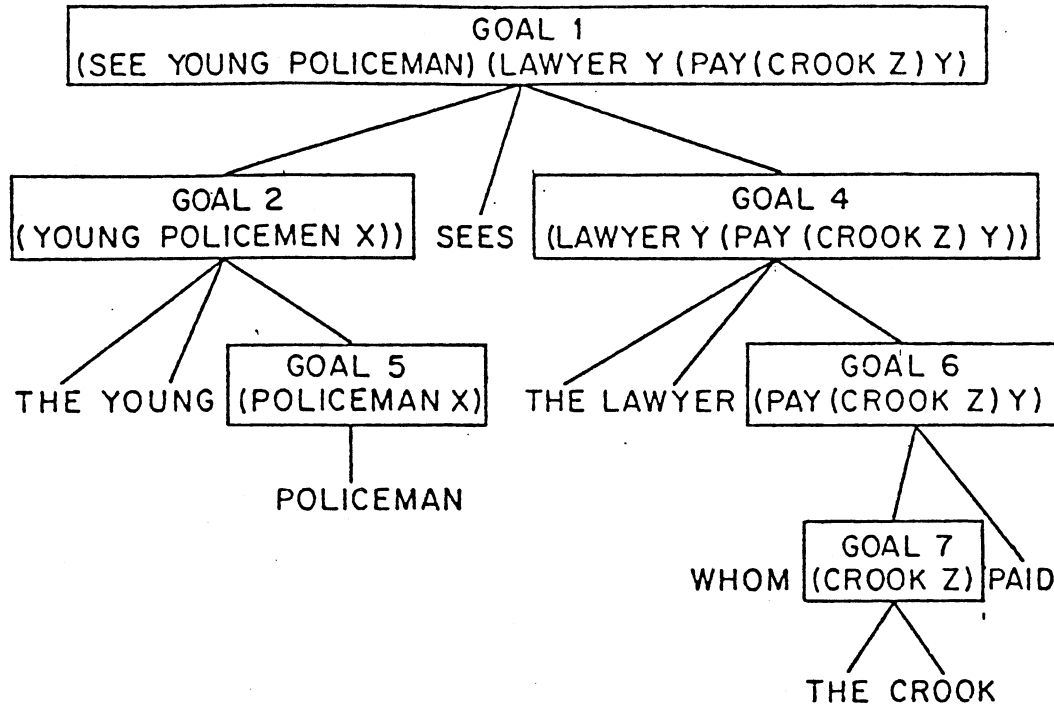 GOAL 1
(SEE YOUNG POLICEMAN) (LAWYER Y (PAY (CROOK Z) Y)
GOAL 2
(YOUNG POLICEMEN X))
SEES
GOAL 4
(LAWYER Y (PAY (CROOK Z) Y))
THE YOUNG
GOAL 5
(POLICEMAN X)
THE LAWYER
GOAL 6
(PAY (CROOK Z) Y)
POLICEMAN
WHOM
GOAL 7
(CROOK Z)
PAID
THE CROOK